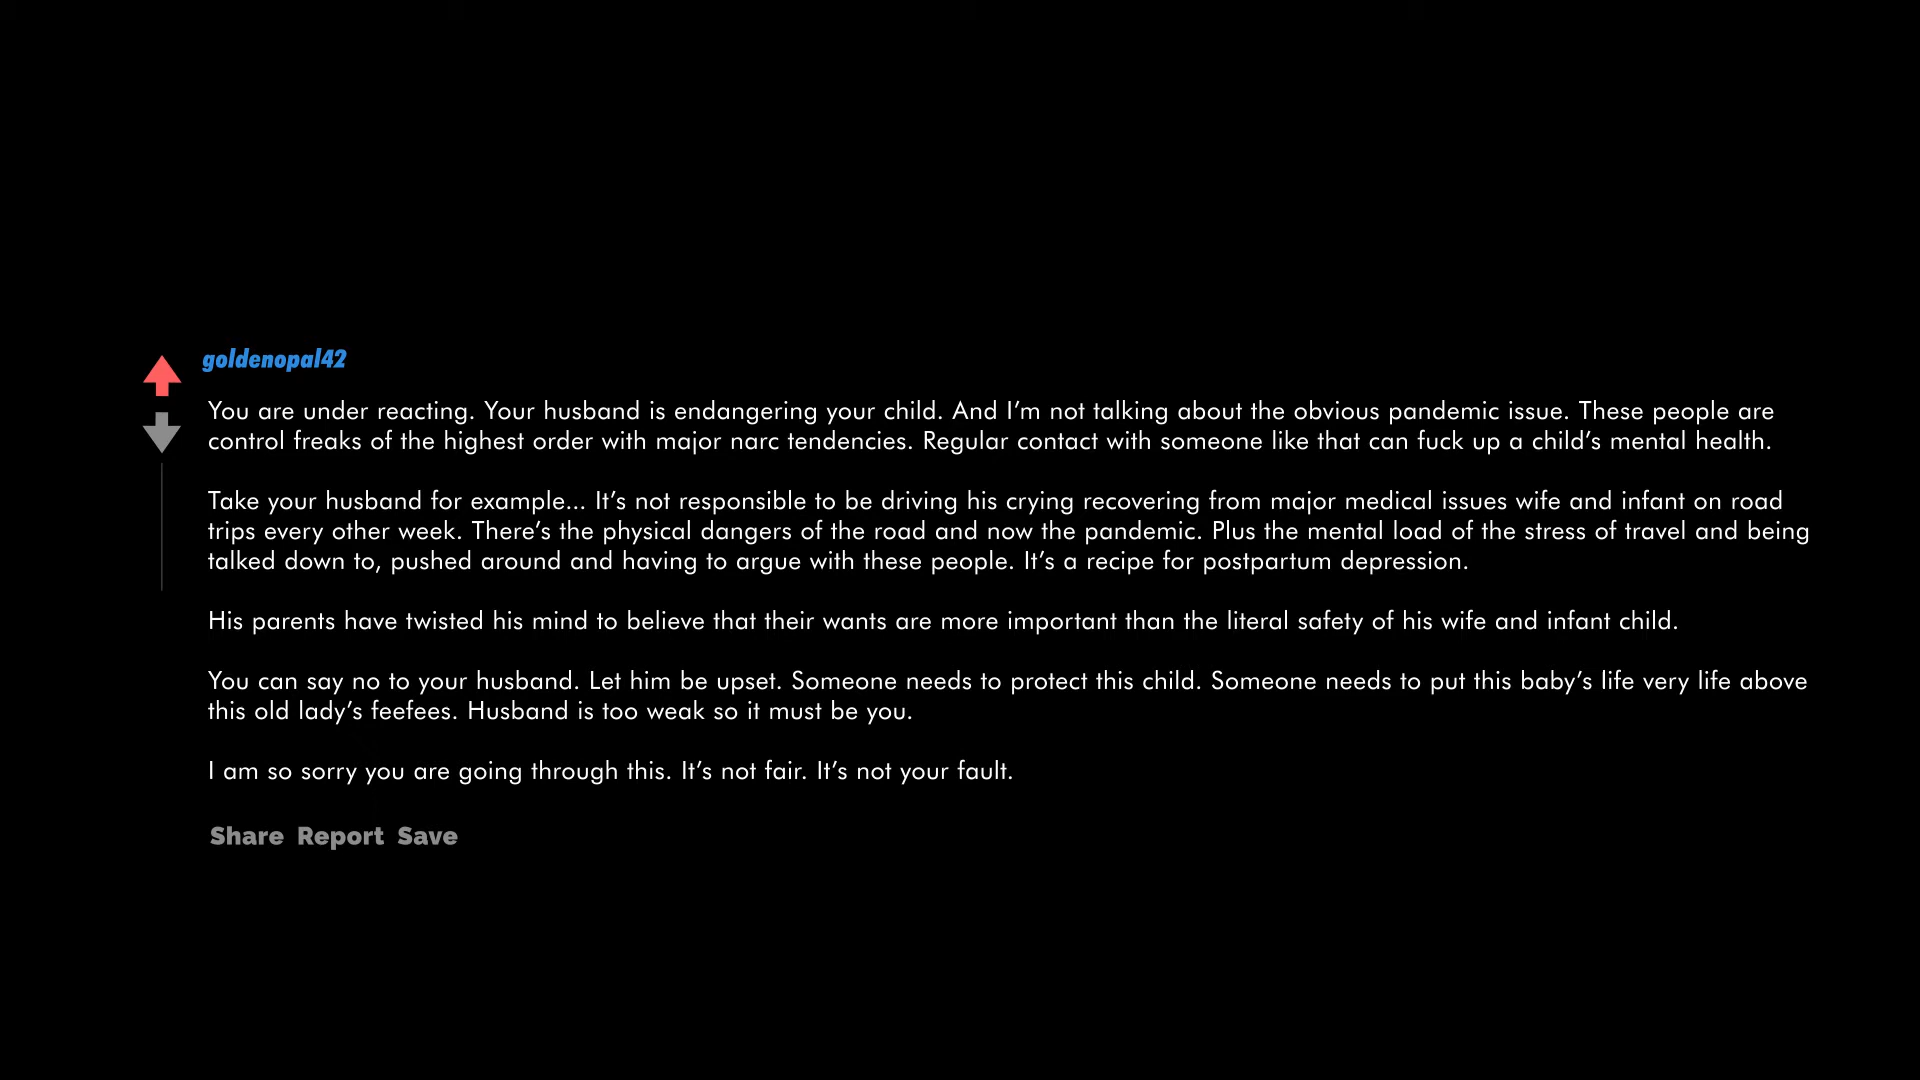 goldenopal42
You are under reacting. Your husband is endangering your child. And I’m not talking about the obvious pandemic issue. These people are
control freaks of the highest order with major narc tendencies. Regular contact with someone like that can fuck up a child’s mental health.
Take your husband for example... It’s not responsible to be driving his crying recovering from major medical issues wife and infant on road
trips every other week. There’s the physical dangers of the road and now the pandemic. Plus the mental load of the stress of travel and being
talked down to, pushed around and having to argue with these people. It’s a recipe for postpartum depression.
His parents have twisted his mind to believe that their wants are more important than the literal safety of his wife and infant child.
You can say no to your husband. Let him be upset. Someone needs to protect this child. Someone needs to put this baby’s life very life above
this old lady’s feefees. Husband is too weak so it must be you.
I am so sorry you are going through this. It’s not fair. It’s not your fault.
Share Report Save